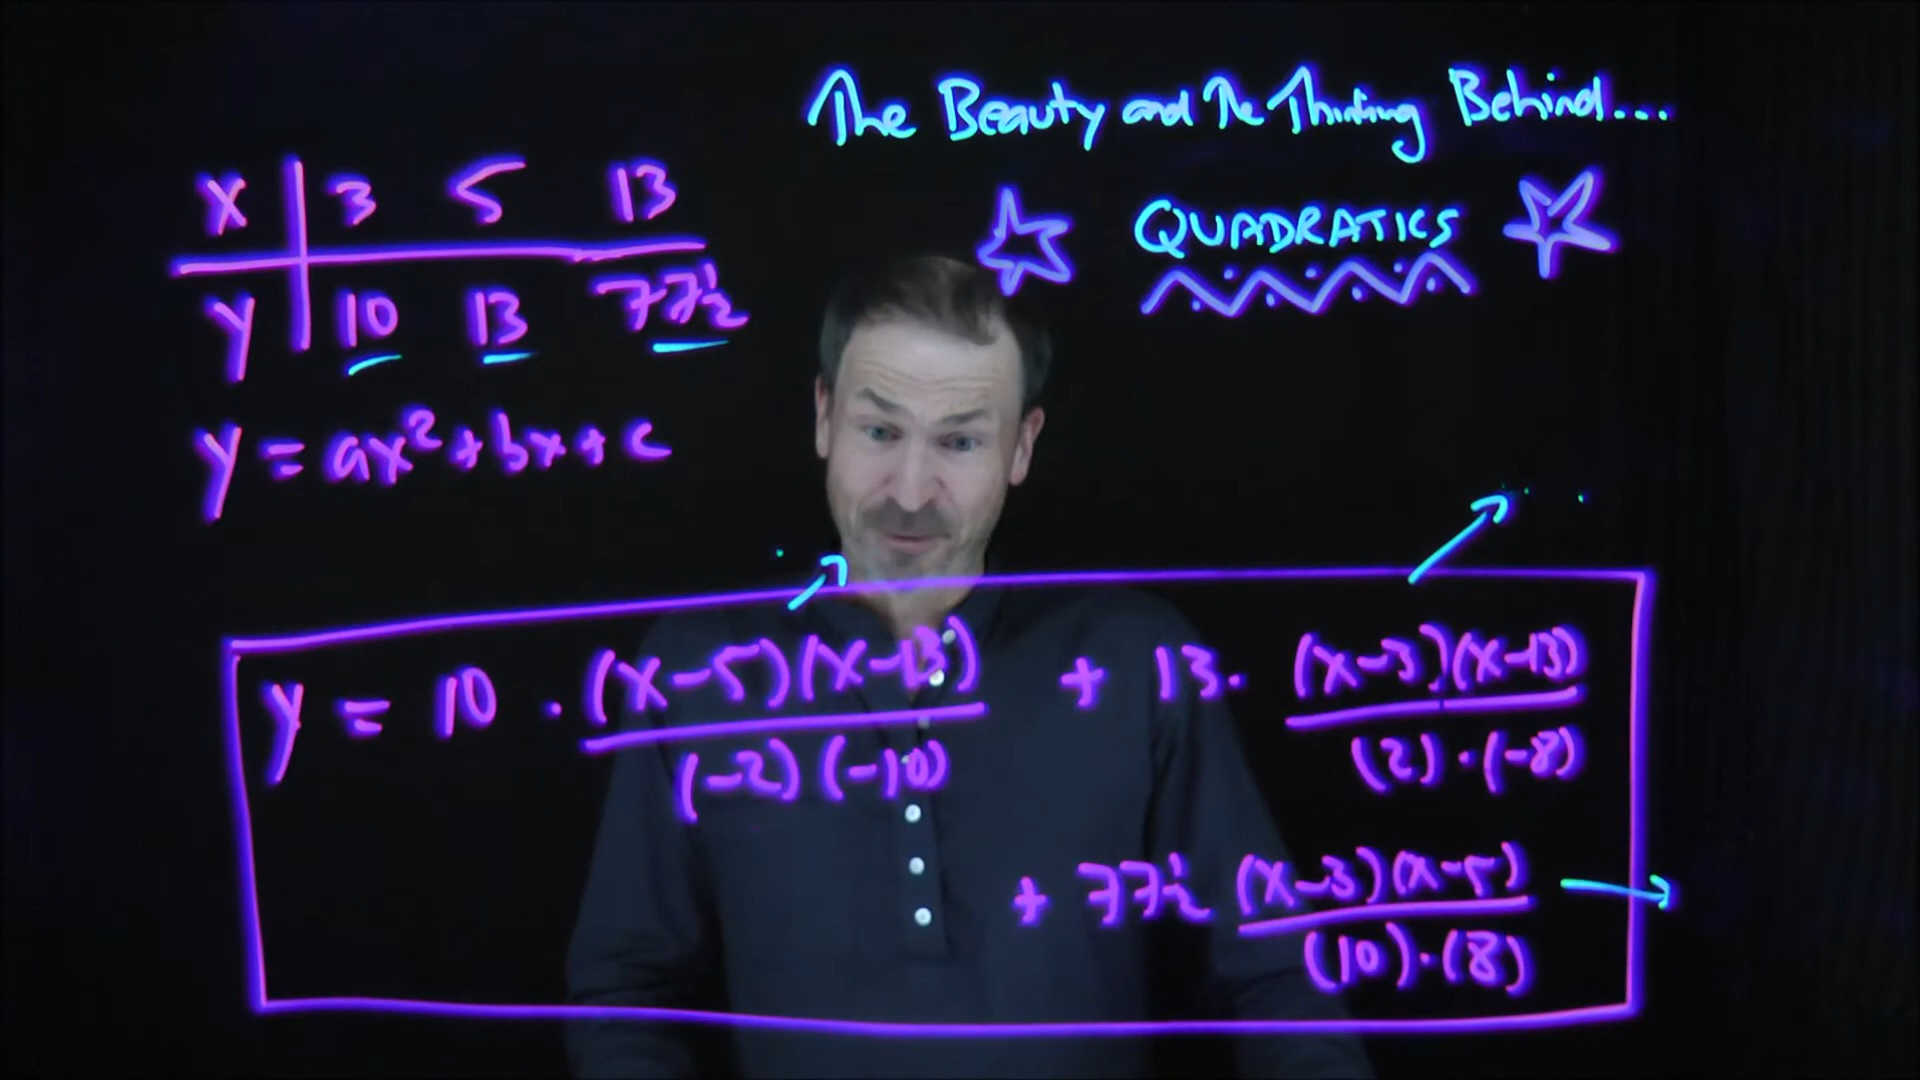 The Beauty and The Thinking Behind...
QUADRATICS
x | 3 5 13
y | 10 13 77½
y = ax² + bx + c
y = 10 · (x-5)(x-13) / (-2)(-10) + 13 · (x-3)(x-13) / (2)·(-8)
+ 77½ (x-3)(x-5) / (10)·(8)